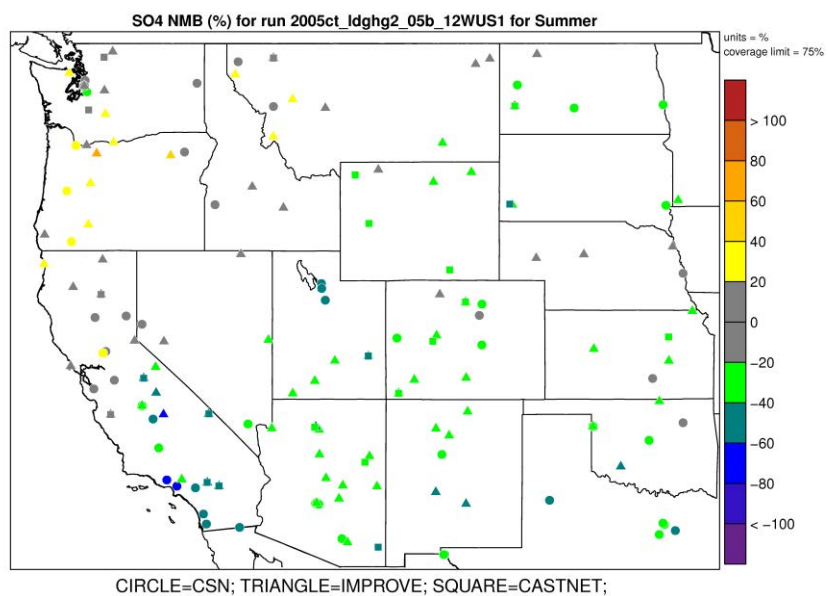 SO4 NMB (%) for run 2005ct_ldghg2_05b_12WUS1 for Summer
units = %
coverage limit = 75%
> 100
80
60
40
20
0
−20
−40
−60
−80
< −100
CIRCLE=CSN; TRIANGLE=IMPROVE; SQUARE=CASTNET;